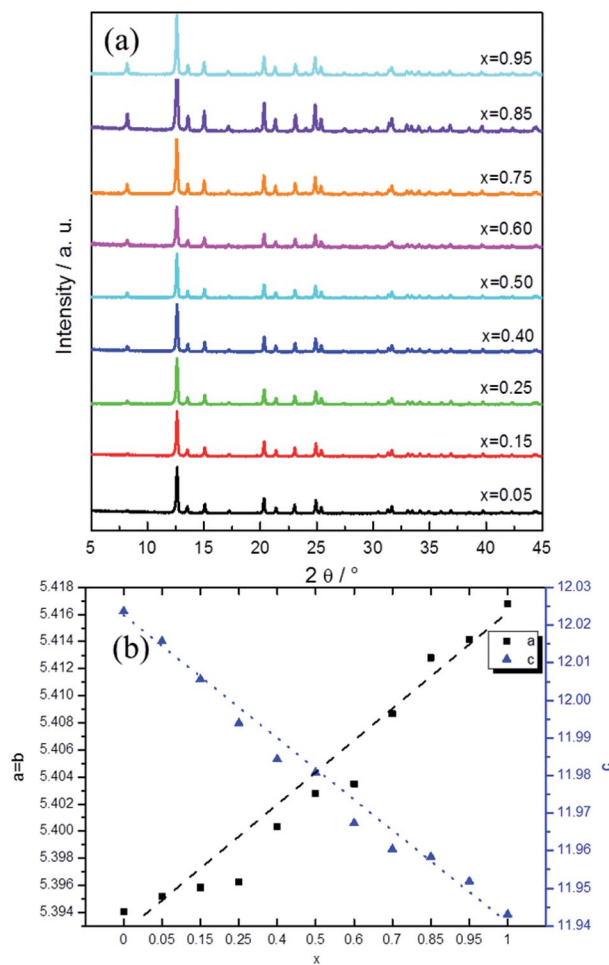 (a)
x=0.95
x=0.85
x=0.75
x=0.60
x=0.50
x=0.40
x=0.25
x=0.15
x=0.05
Intensity / a. u.
5 10 15 20 25 30 35 40 45
2 θ / °
(b)
5.418
5.416
5.414
5.412
5.410
5.408
5.406
5.404
5.402
5.400
5.398
5.396
5.394
a=b
12.03
12.02
12.01
12.00
11.99
11.98
11.97
11.96
11.95
11.94
c
a
c
0 0.05 0.15 0.25 0.4 0.5 0.6 0.7 0.85 0.95 1
x